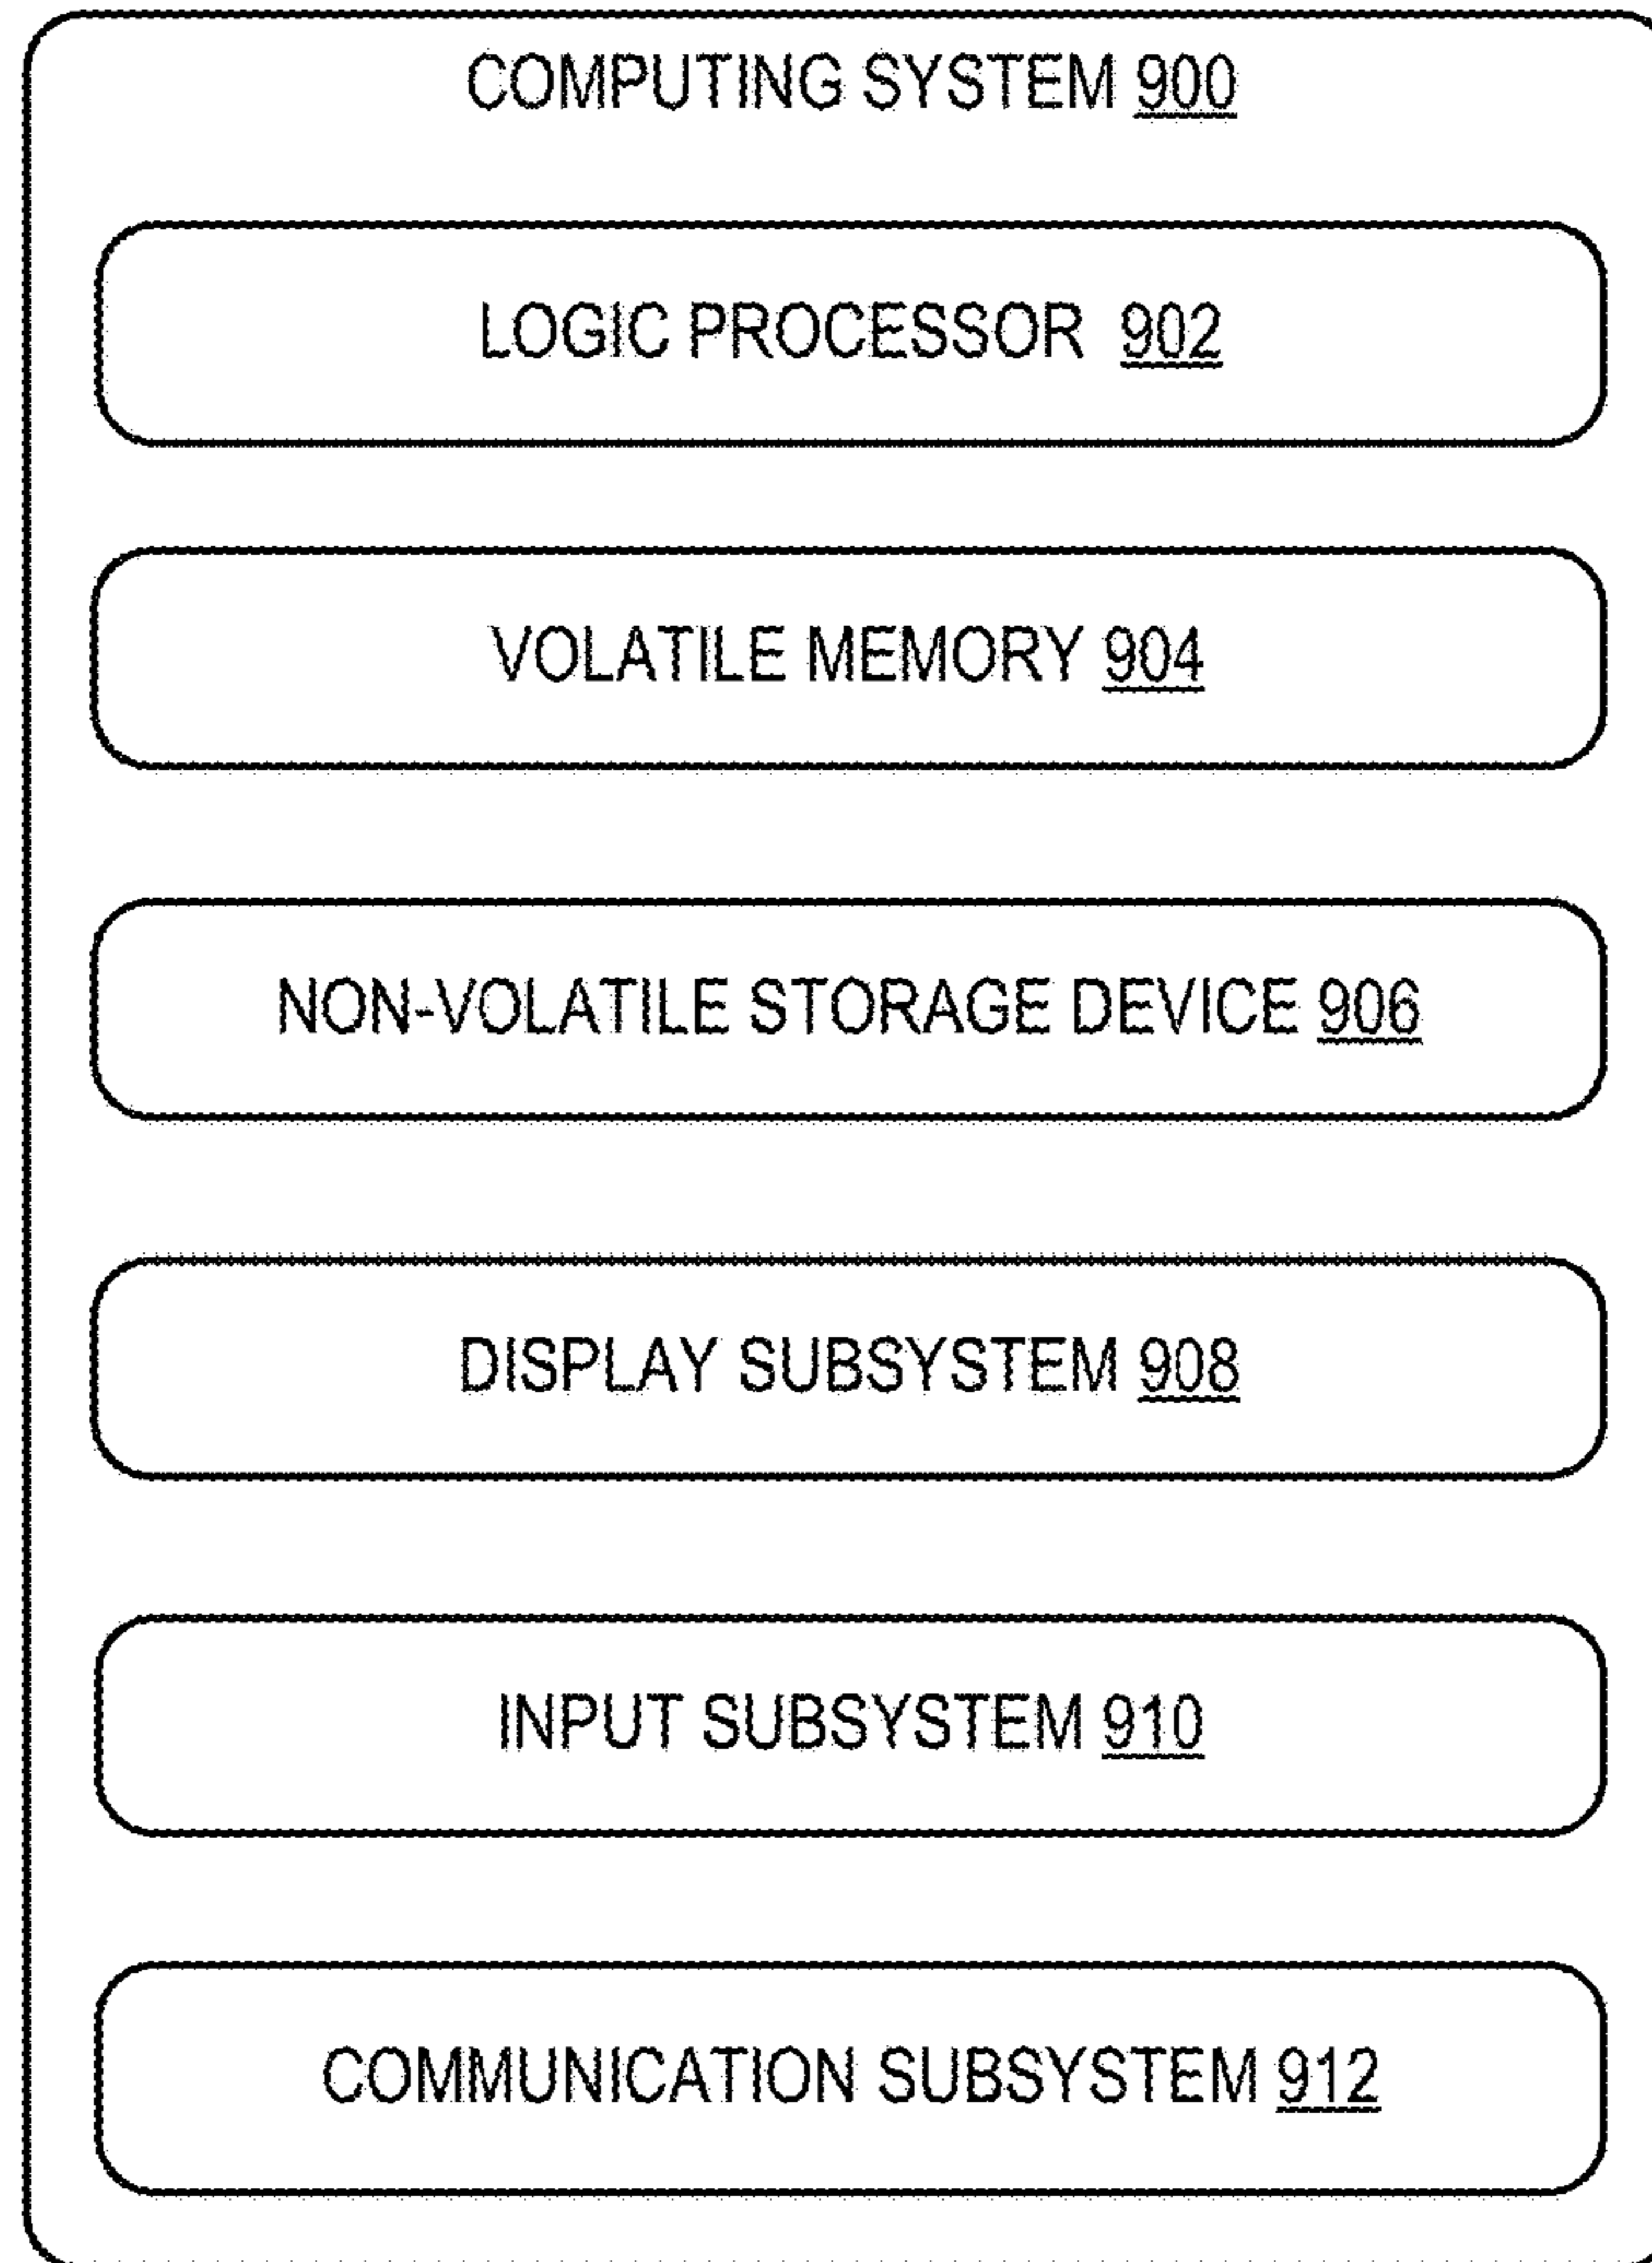 COMPUTING SYSTEM 900
LOGIC PROCESSOR 902
VOLATILE MEMORY 904
NON-VOLATILE STORAGE DEVICE 906
DISPLAY SUBSYSTEM 908
INPUT SUBSYSTEM 910
COMMUNICATION SUBSYSTEM 912